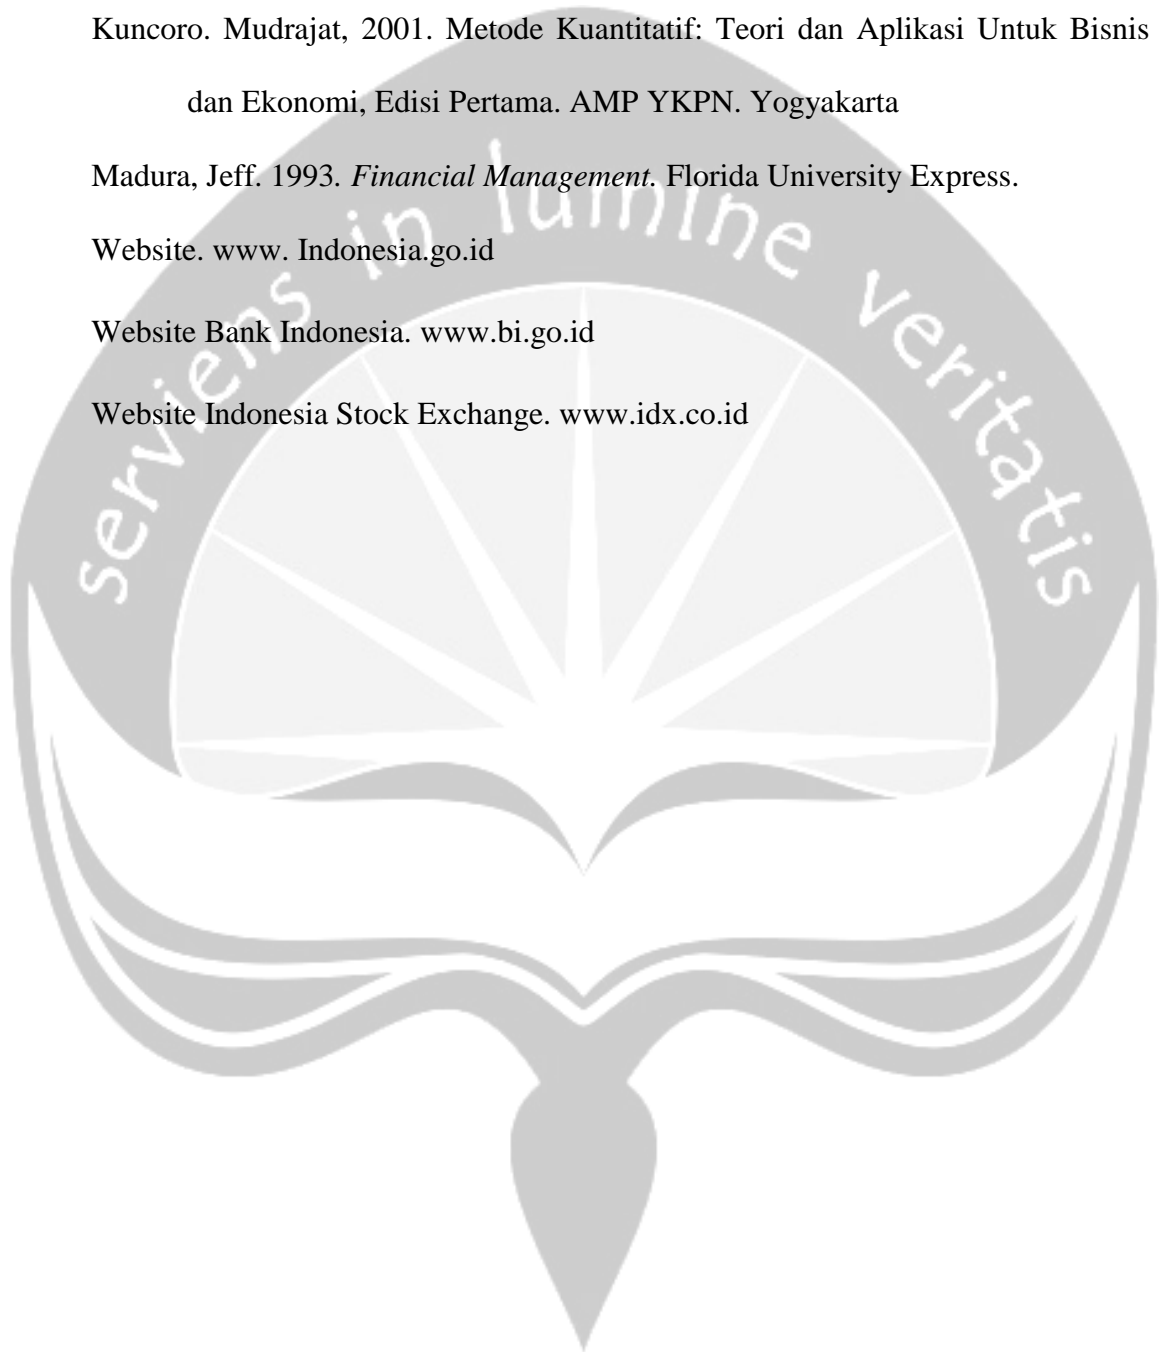 Kuncoro. Mudrajat, 2001. Metode Kuantitatif: Teori dan Aplikasi Untuk Bisnis
dan Ekonomi, Edisi Pertama. AMP YKPN. Yogyakarta
Madura, Jeff. 1993. Financial Management. Florida University Express.
Website. www. Indonesia.go.id
Website Bank Indonesia. www.bi.go.id
Website Indonesia Stock Exchange. www.idx.co.id
serviens in lumine veritatis